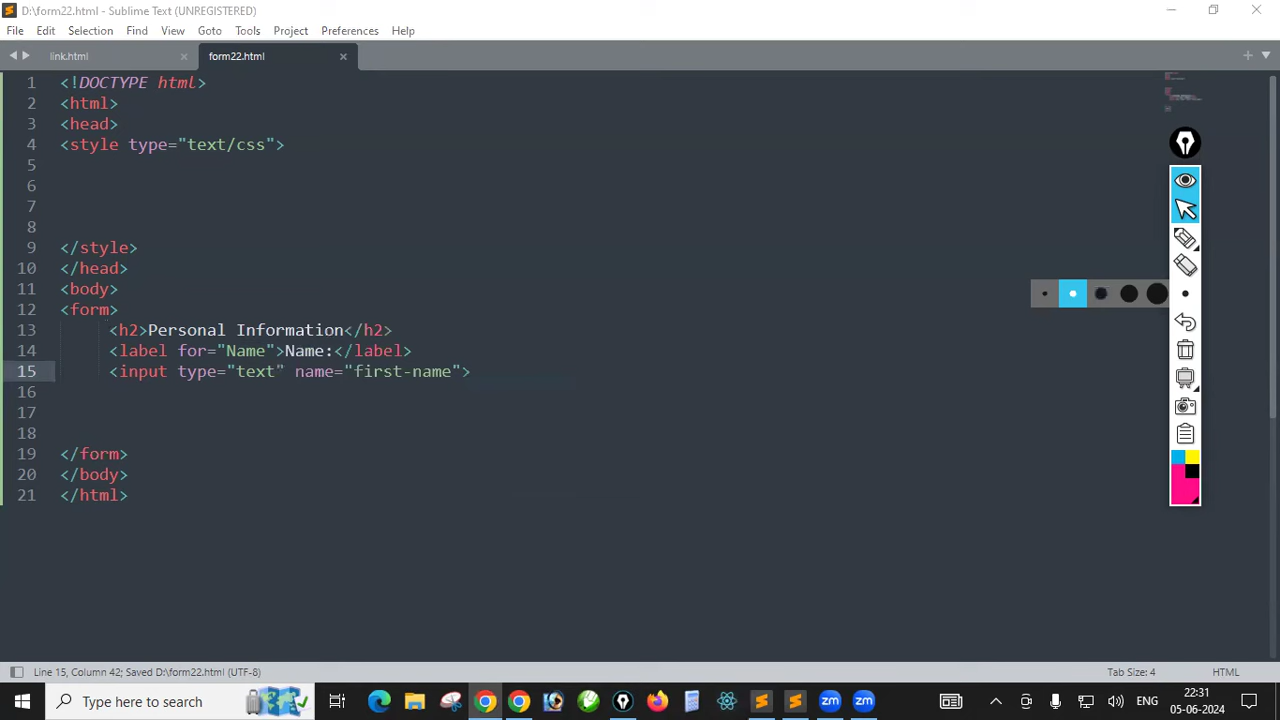 D:\form22.html - Sublime Text (UNREGISTERED)
File Edit Selection Find View Goto Tools Project Preferences Help
link.html form22.html
1 <!DOCTYPE html>
2 <html>
3 <head>
4 <style type="text/css">
5
6
7
8
9 </style>
10 </head>
11 <body>
12 <form>
13 <h2>Personal Information</h2>
14 <label for="Name">Name:</label>
15 <input type="text" name="first-name">
16
17
18
19 </form>
20 </body>
21 </html>
Line 15, Column 42; Saved D:\form22.html (UTF-8) Tab Size: 4 HTML
Type here to search zm zm ENG 22:31
05-06-2024